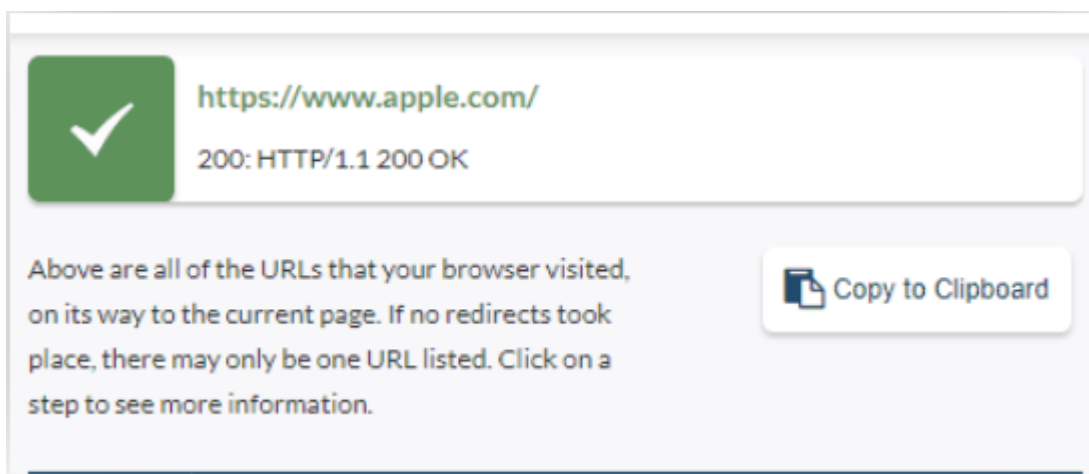 https://www.apple.com/
200: HTTP/1.1 200 OK
Above are all of the URLs that your browser visited,
on its way to the current page. If no redirects took
place, there may only be one URL listed. Click on a
step to see more information.
Copy to Clipboard